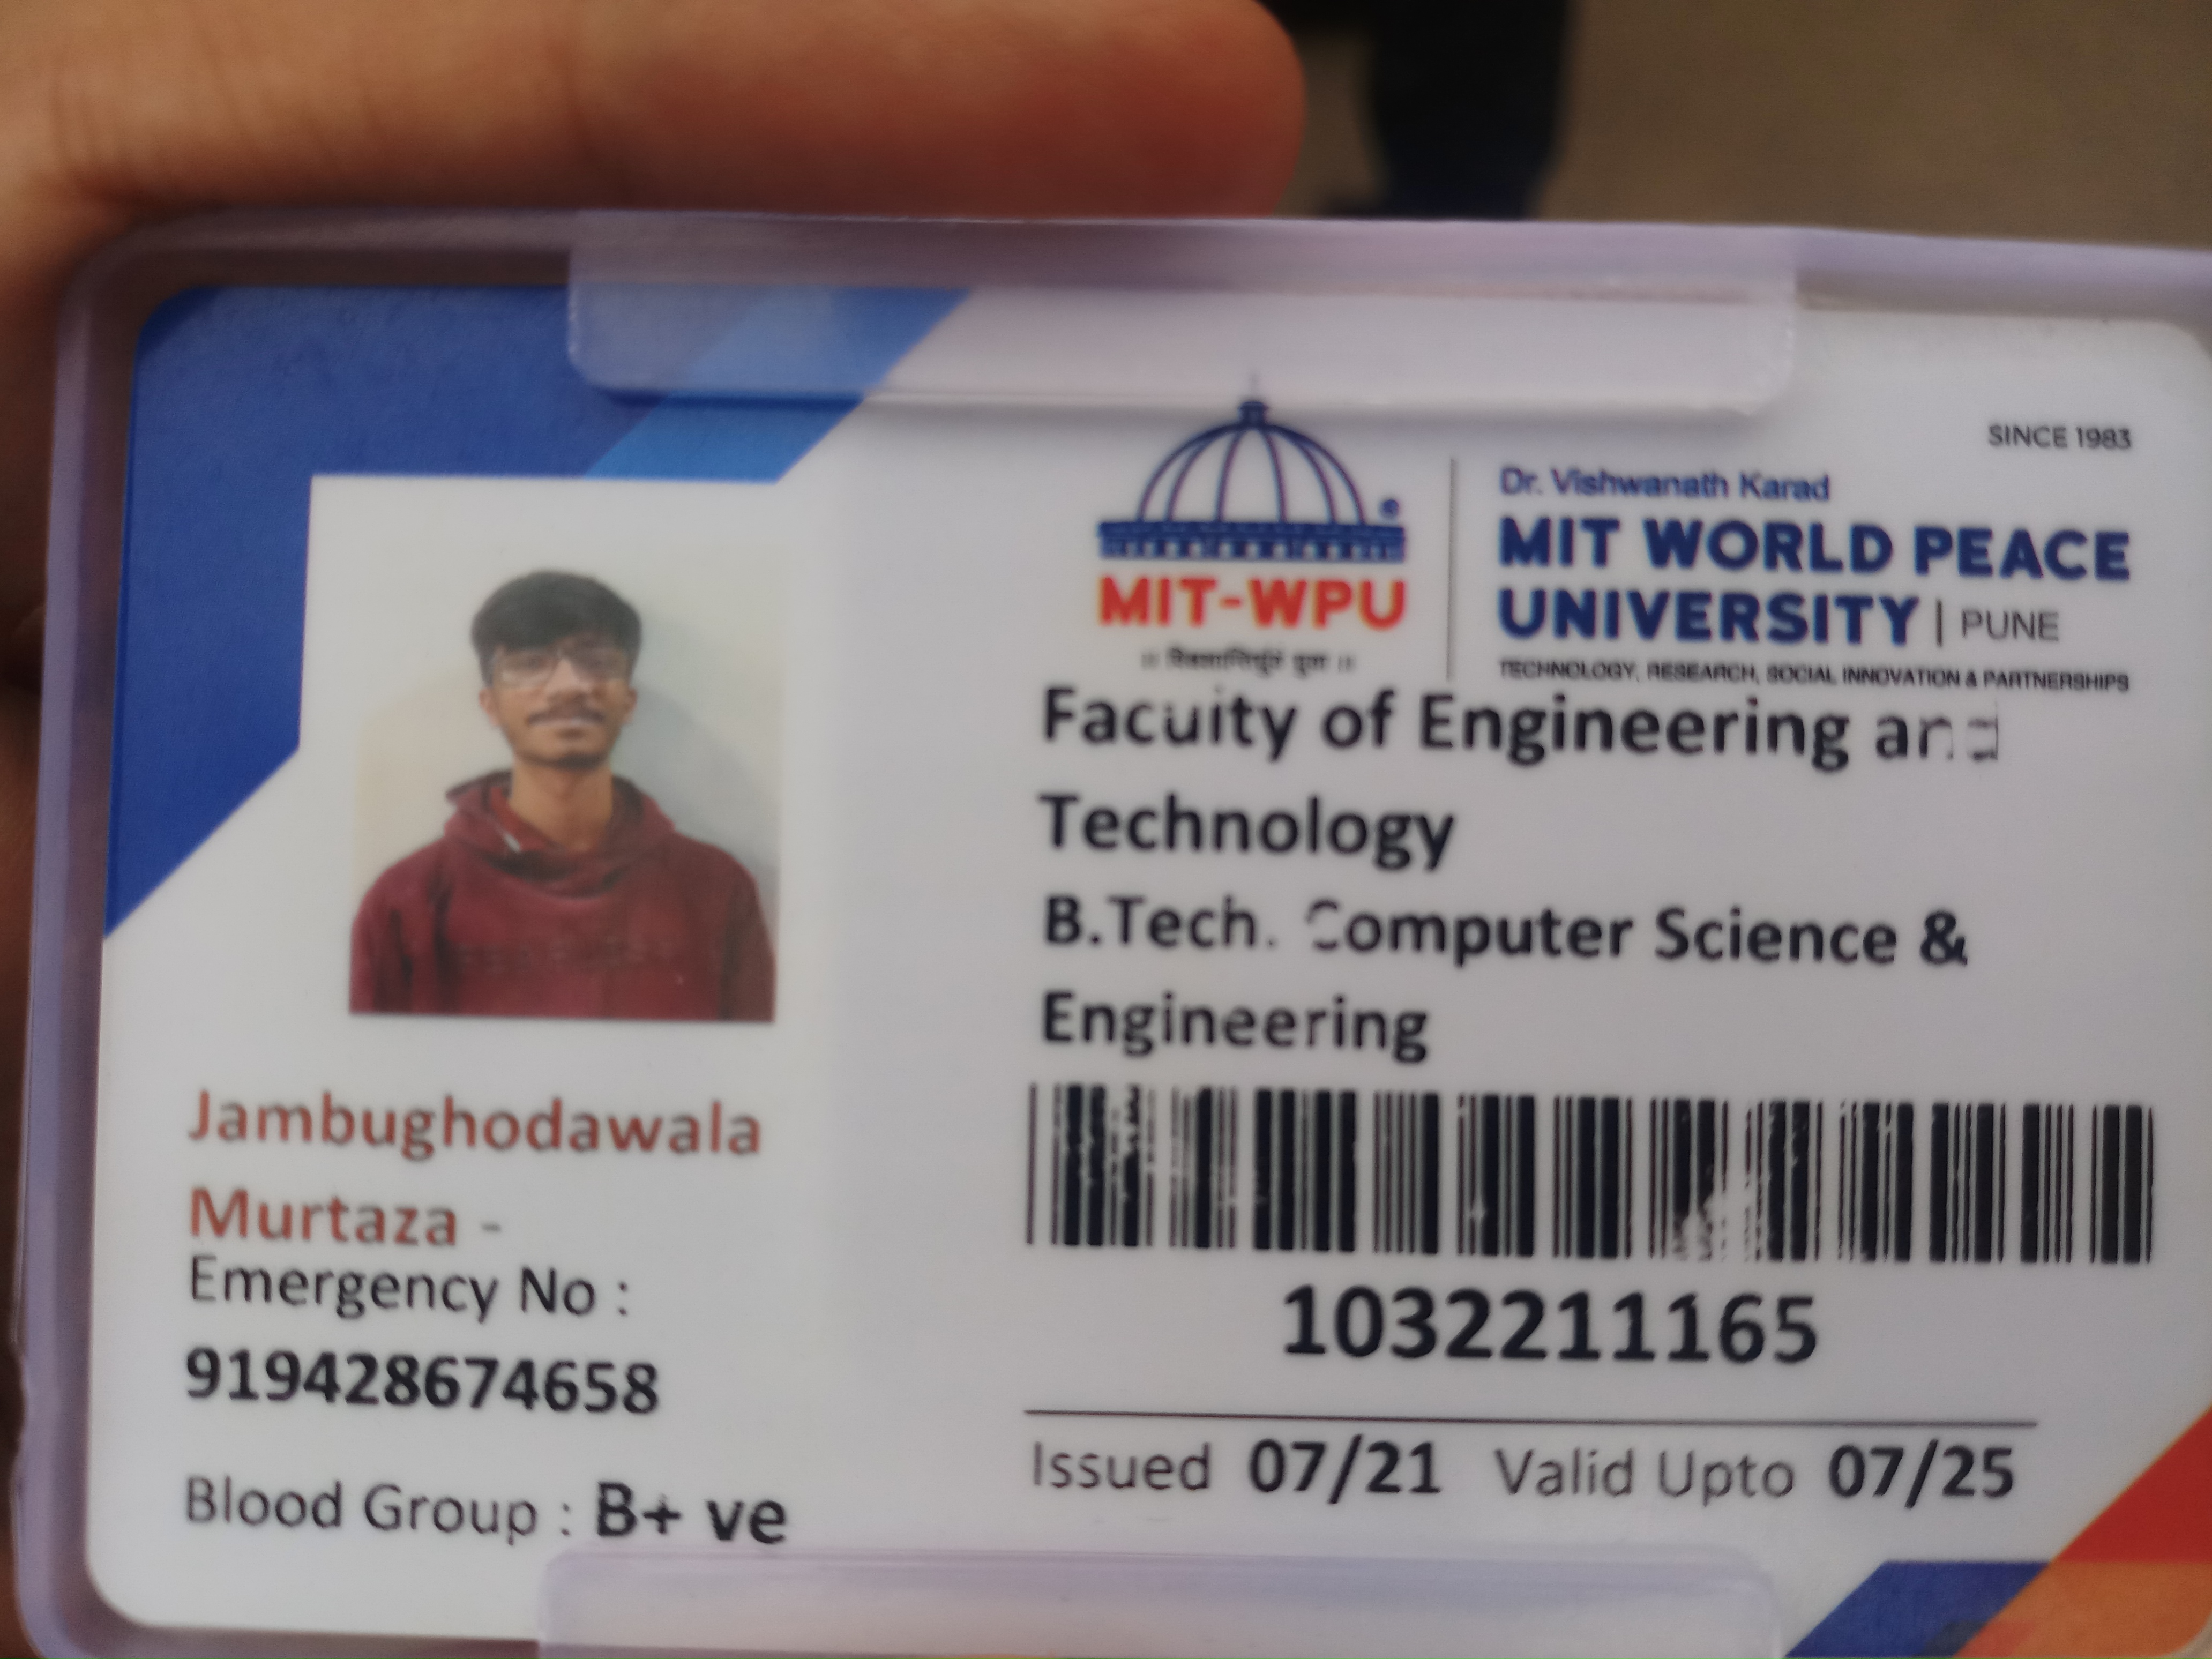 SINCE 1983
Dr. Vishwanath Karad
MIT WORLD PEACE
UNIVERSITY | PUNE
TECHNOLOGY, RESEARCH, SOCIAL INNOVATION & PARTNERSHIPS
MIT-WPU
Faculty of Engineering and
Technology
B.Tech. Computer Science &
Engineering
1032211165
Issued 07/21 Valid Upto 07/25
Jambughodawala
Murtaza -
Emergency No :
919428674658
Blood Group : B+ ve